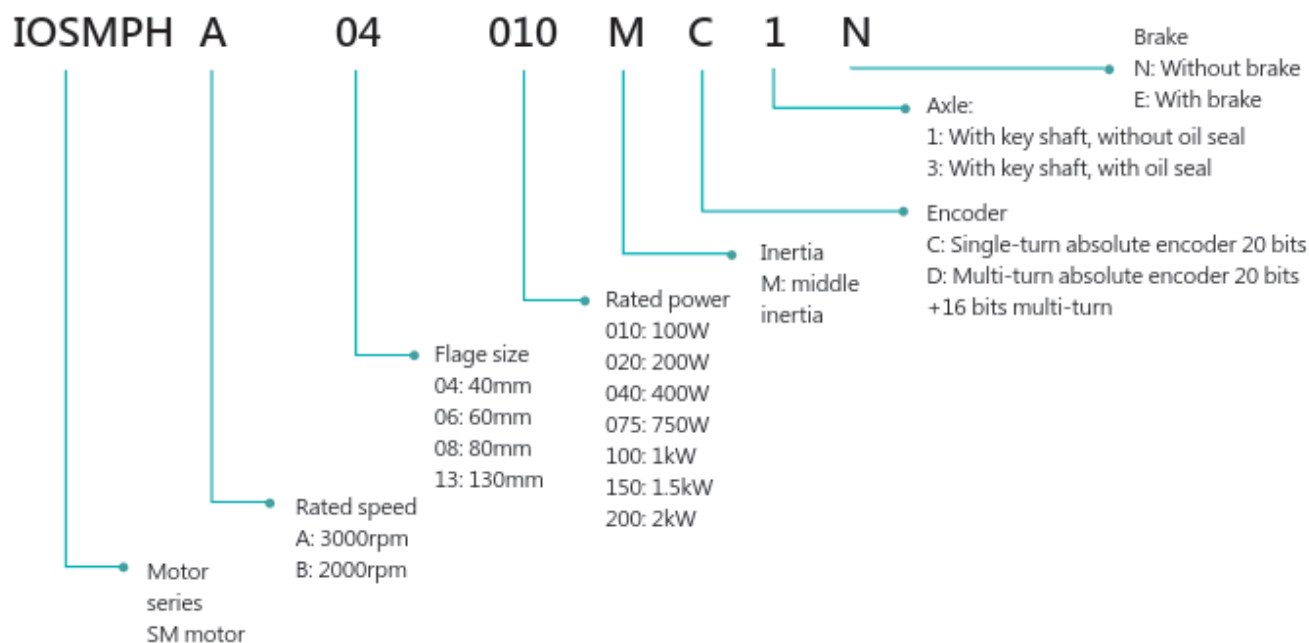 IOSMPH A 04 010 M C 1 N
Brake
N: Without brake
E: With brake
Axle:
1: With key shaft, without oil seal
3: With key shaft, with oil seal
Encoder
C: Single-turn absolute encoder 20 bits
D: Multi-turn absolute encoder 20 bits
+16 bits multi-turn
Inertia
M: middle
inertia
Rated power
010: 100W
020: 200W
040: 400W
075: 750W
100: 1kW
150: 1.5kW
200: 2kW
Flage size
04: 40mm
06: 60mm
08: 80mm
13: 130mm
Rated speed
A: 3000rpm
B: 2000rpm
Motor
series
SM motor